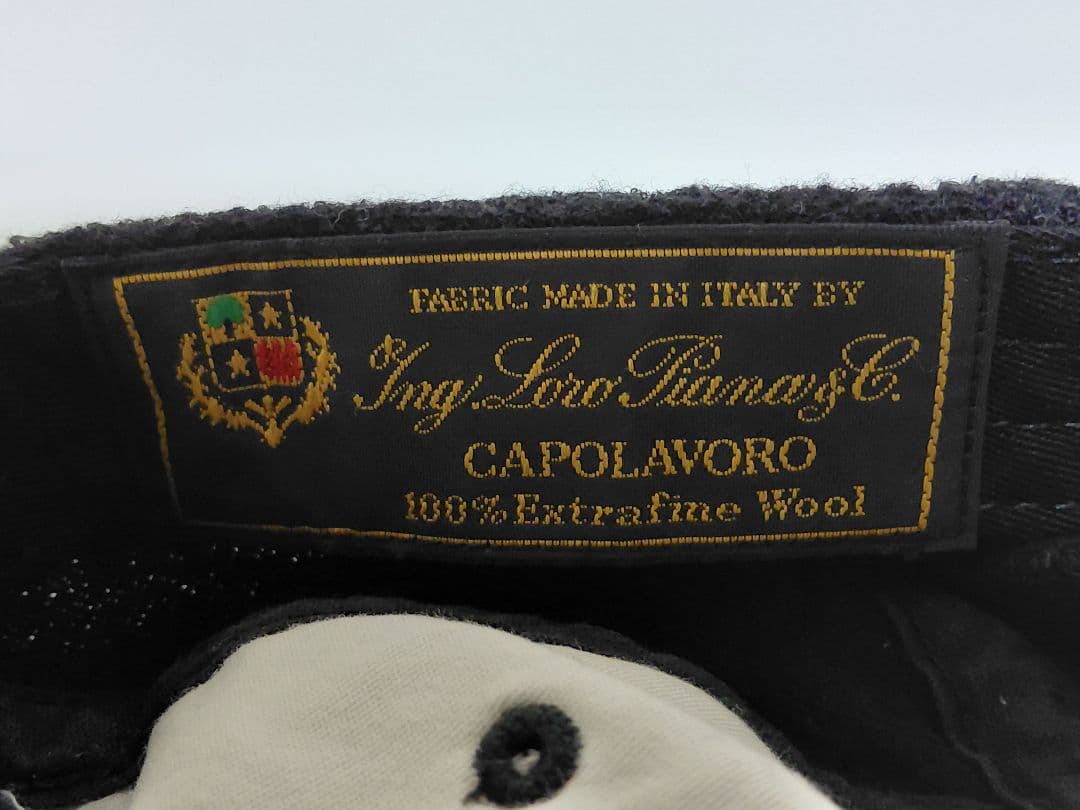 FABRIC MADE IN ITALY BY
Ing. Loro Piana & C.
CAPOLAVORO
100% Extrafine Wool